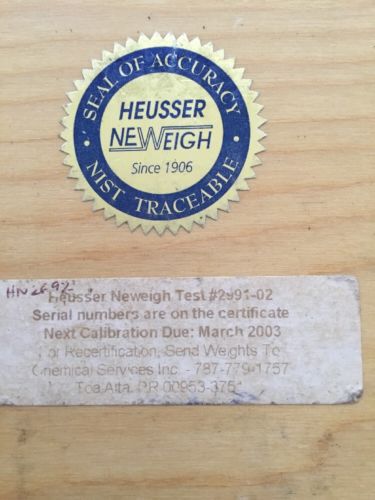 SEAL OF ACCURACY
HEUSSER
NEWEIGH
Since 1906
NIST TRACEABLE
Heusser Neweigh Test #2991-02
Serial numbers are on the certificate
Next Calibration Due: March 2003
For Recertification, Send Weights To
Chemical Services Inc. - 787-779-1757
Toa Alta, PR 00953-375